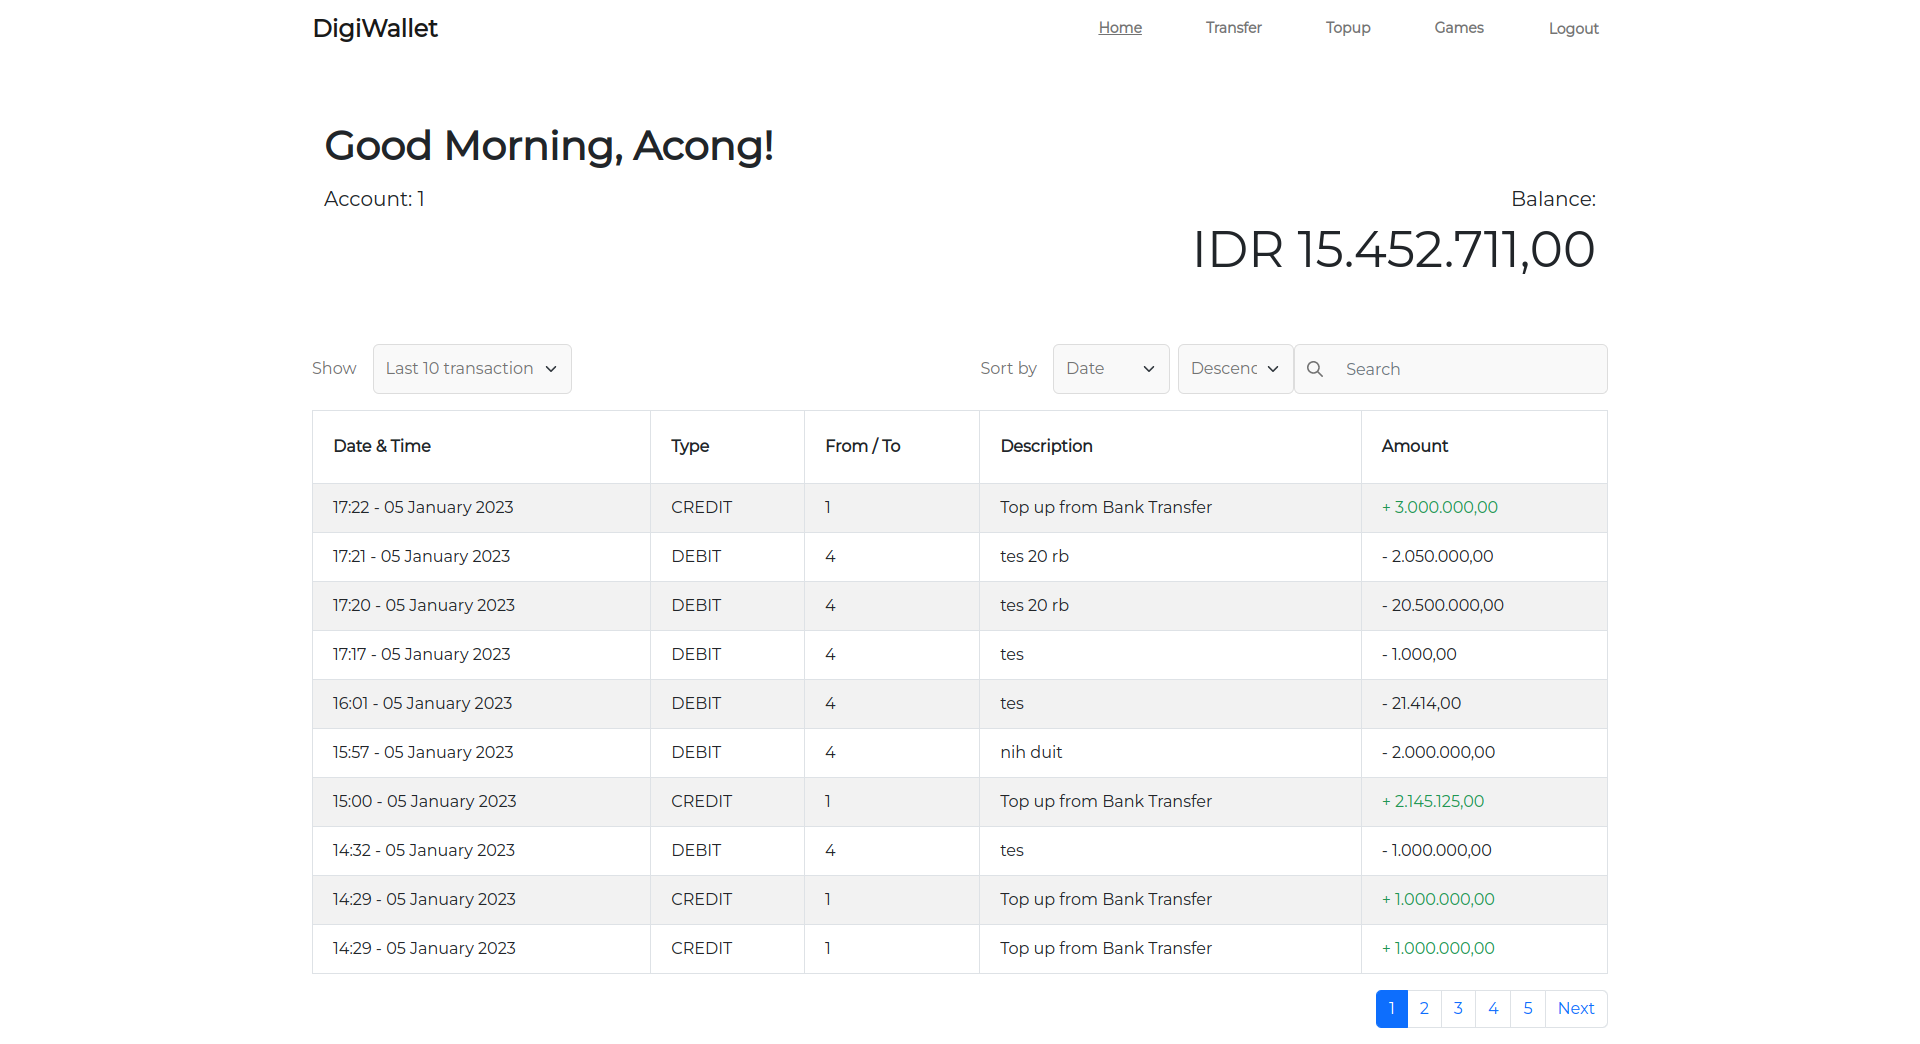 DigiWallet Home Transfer Topup Games Logout
Good Morning, Acong!
Account: 1 Balance:
IDR 15.452.711,00
Show Last 10 transaction Sort by Date Descenc Search
Date & Time Type From / To Description Amount
17:22 - 05 January 2023 CREDIT 1 Top up from Bank Transfer + 3.000.000,00
17:21 - 05 January 2023 DEBIT 4 tes 20 rb - 2.050.000,00
17:20 - 05 January 2023 DEBIT 4 tes 20 rb - 20.500.000,00
17:17 - 05 January 2023 DEBIT 4 tes - 1.000,00
16:01 - 05 January 2023 DEBIT 4 tes - 21.414,00
15:57 - 05 January 2023 DEBIT 4 nih duit - 2.000.000,00
15:00 - 05 January 2023 CREDIT 1 Top up from Bank Transfer + 2.145.125,00
14:32 - 05 January 2023 DEBIT 4 tes - 1.000.000,00
14:29 - 05 January 2023 CREDIT 1 Top up from Bank Transfer + 1.000.000,00
14:29 - 05 January 2023 CREDIT 1 Top up from Bank Transfer + 1.000.000,00
1 2 3 4 5 Next